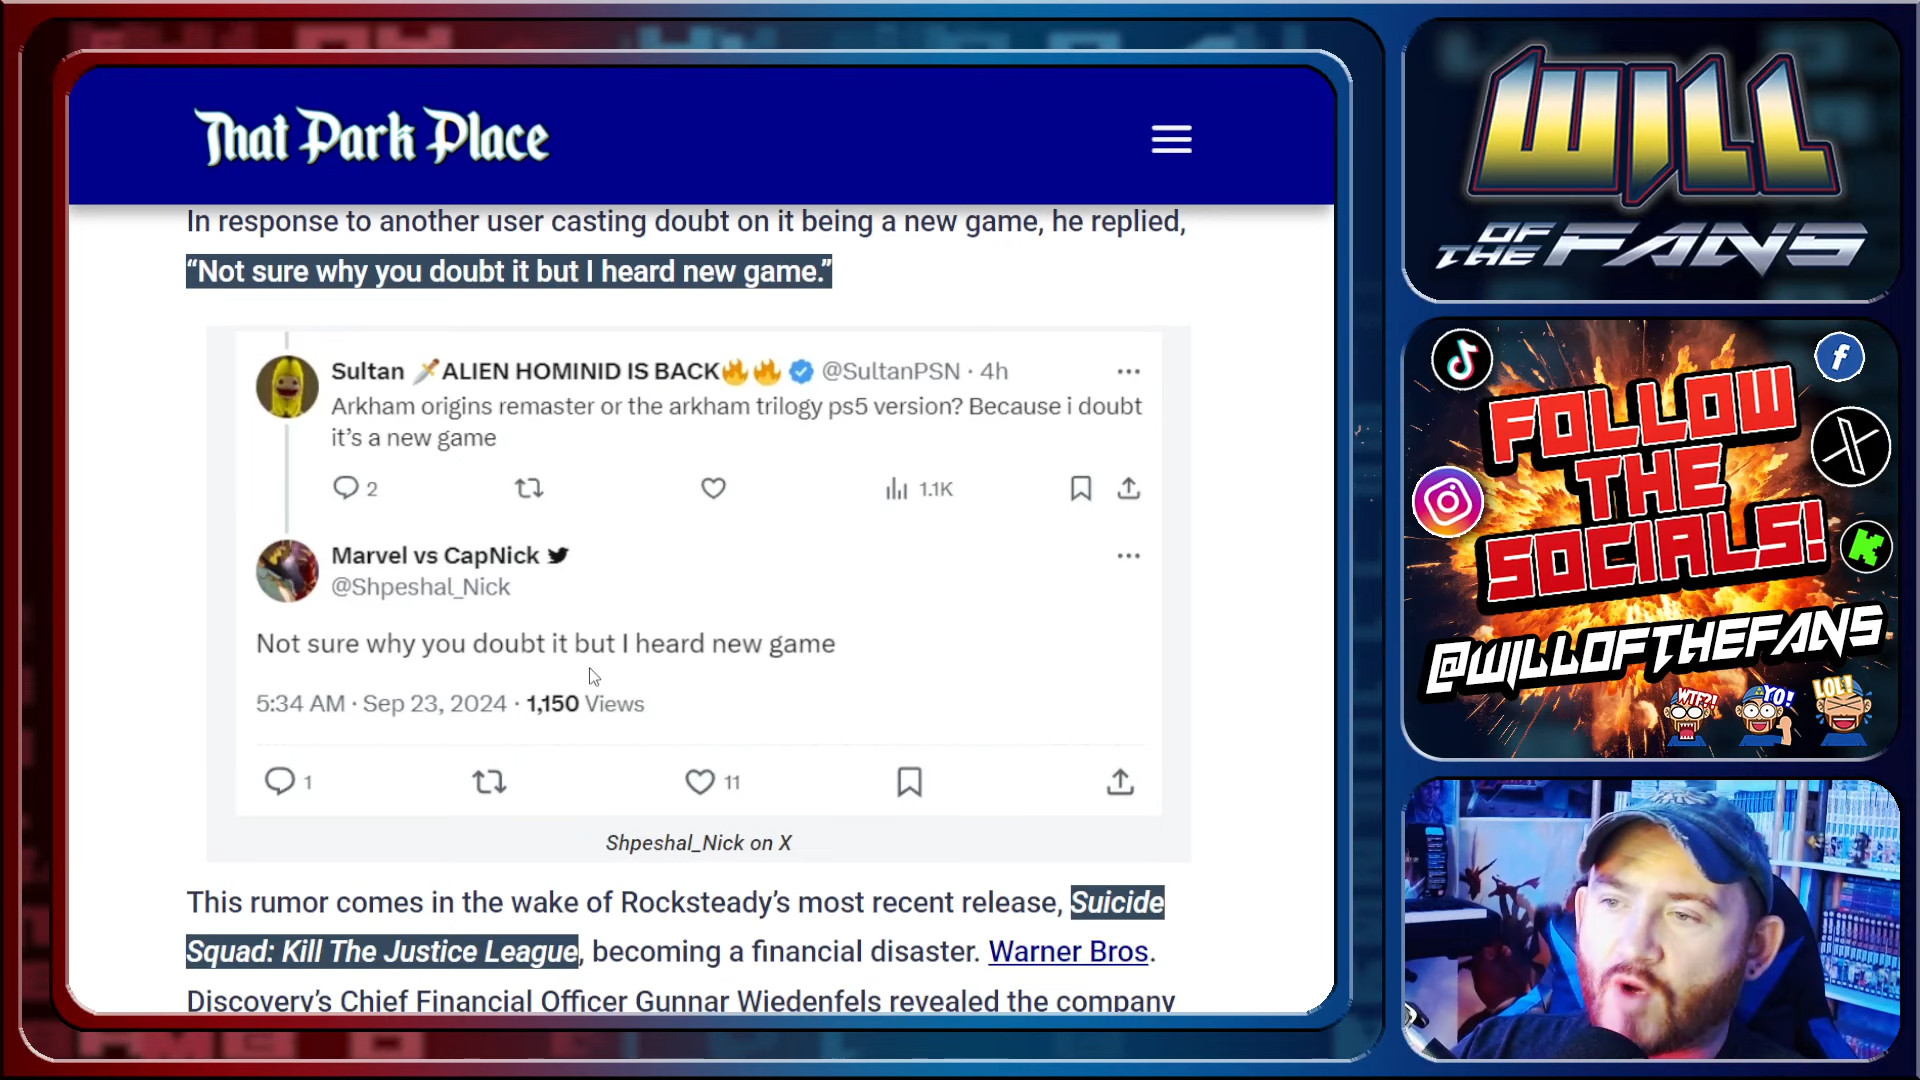 That Park Place
In response to another user casting doubt on it being a new game, he replied,
“Not sure why you doubt it but I heard new game.”
Sultan 🗡️ALIEN HOMINID IS BACK🔥🔥 @SultanPSN · 4h
Arkham origins remaster or the arkham trilogy ps5 version? Because i doubt
it’s a new game
2
1.1K
Marvel vs CapNick
@Shpeshal_Nick
Not sure why you doubt it but I heard new game
5:34 AM · Sep 23, 2024 · 1,150 Views
1
11
Shpeshal_Nick on X
This rumor comes in the wake of Rocksteady’s most recent release, Suicide
Squad: Kill The Justice League, becoming a financial disaster. Warner Bros.
Discovery’s Chief Financial Officer Gunnar Wiedenfels revealed the company
WILL
OF THE FANS
FOLLOW
THE
SOCIALS!
@WILLOFTHEFANS
WTF?!
YO!
LOL!